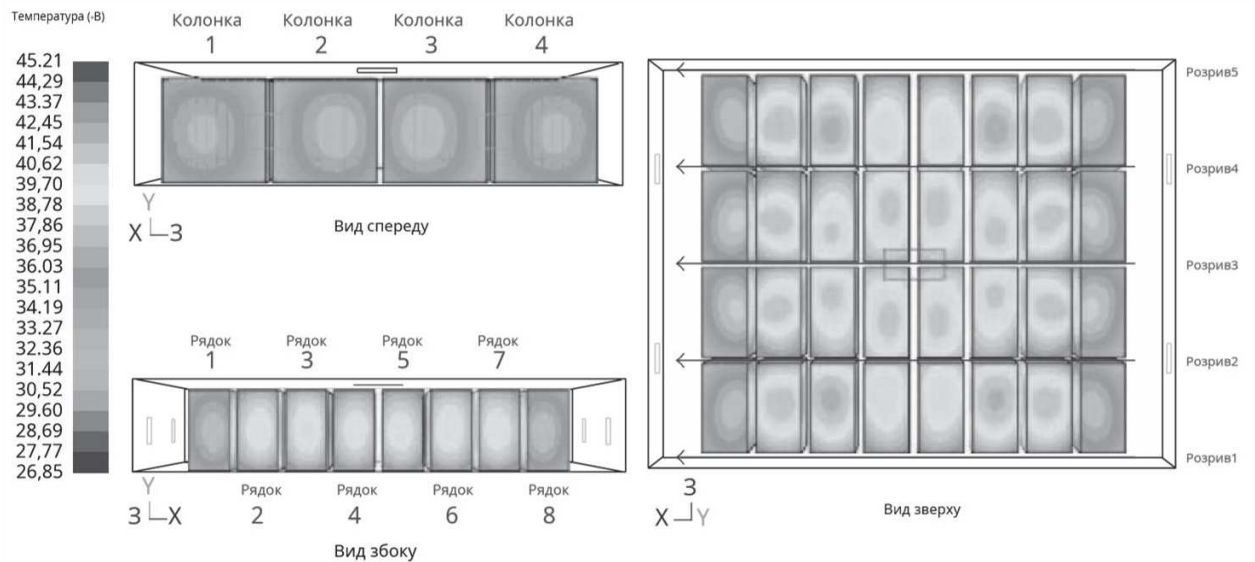 Температура (-В)
45.21
44,29
43.37
42,45
41,54
40,62
39,70
38,78
37,86
36,95
36.03
35.11
34.19
33.27
32.36
31.44
30,52
29.60
28,69
27,77
26,85
Колонка Колонка Колонка Колонка
1 2 3 4
Y
X 3
Вид спереду
Рядок Рядок Рядок Рядок
1 3 5 7
Y
3 X
Рядок Рядок Рядок Рядок
2 4 6 8
Вид збоку
Розрив5
Розрив4
Розрив3
Розрив2
Розрив1
3
X Y
Вид зверху